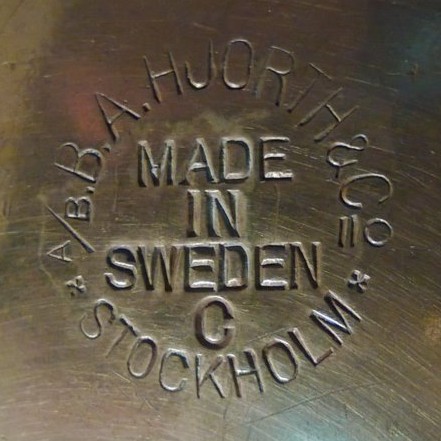 A/B. B. A. HJORTH & Co
MADE
IN
SWEDEN
C
* STOCKHOLM *